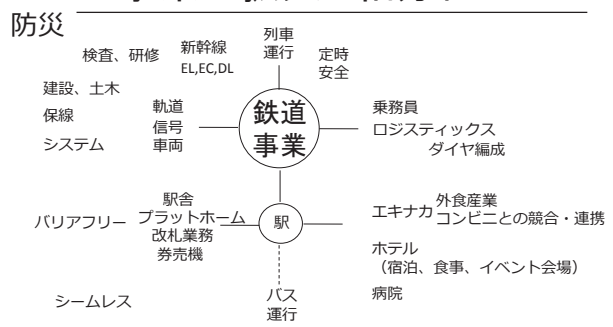 防災
検査、研修
新幹線
EL,EC,DL
列車
運行
定時
安全
建設、土木
保線
システム
軌道
信号
車両
鉄道
事業
乗務員
ロジスティックス
ダイヤ編成
バリアフリー
駅舎
プラットホーム
改札業務
券売機
駅
エキナカ
外食産業
コンビニとの競合・連携
ホテル
（宿泊、食事、イベント会場）
病院
シームレス
バス
運行